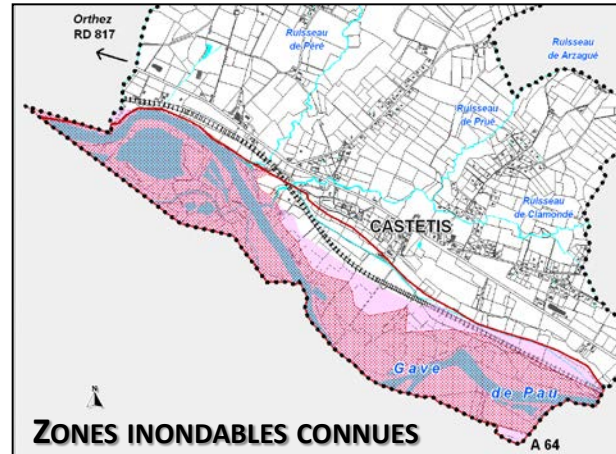 Orthez
RD 817
Ruisseau
de Péré
Ruisseau
de Arzagué
Ruisseau
de Prué
Ruisseau
de Clamondé
CASTÉTIS
Gave
de Pau
N
ZONES INONDABLES CONNUES
A 64